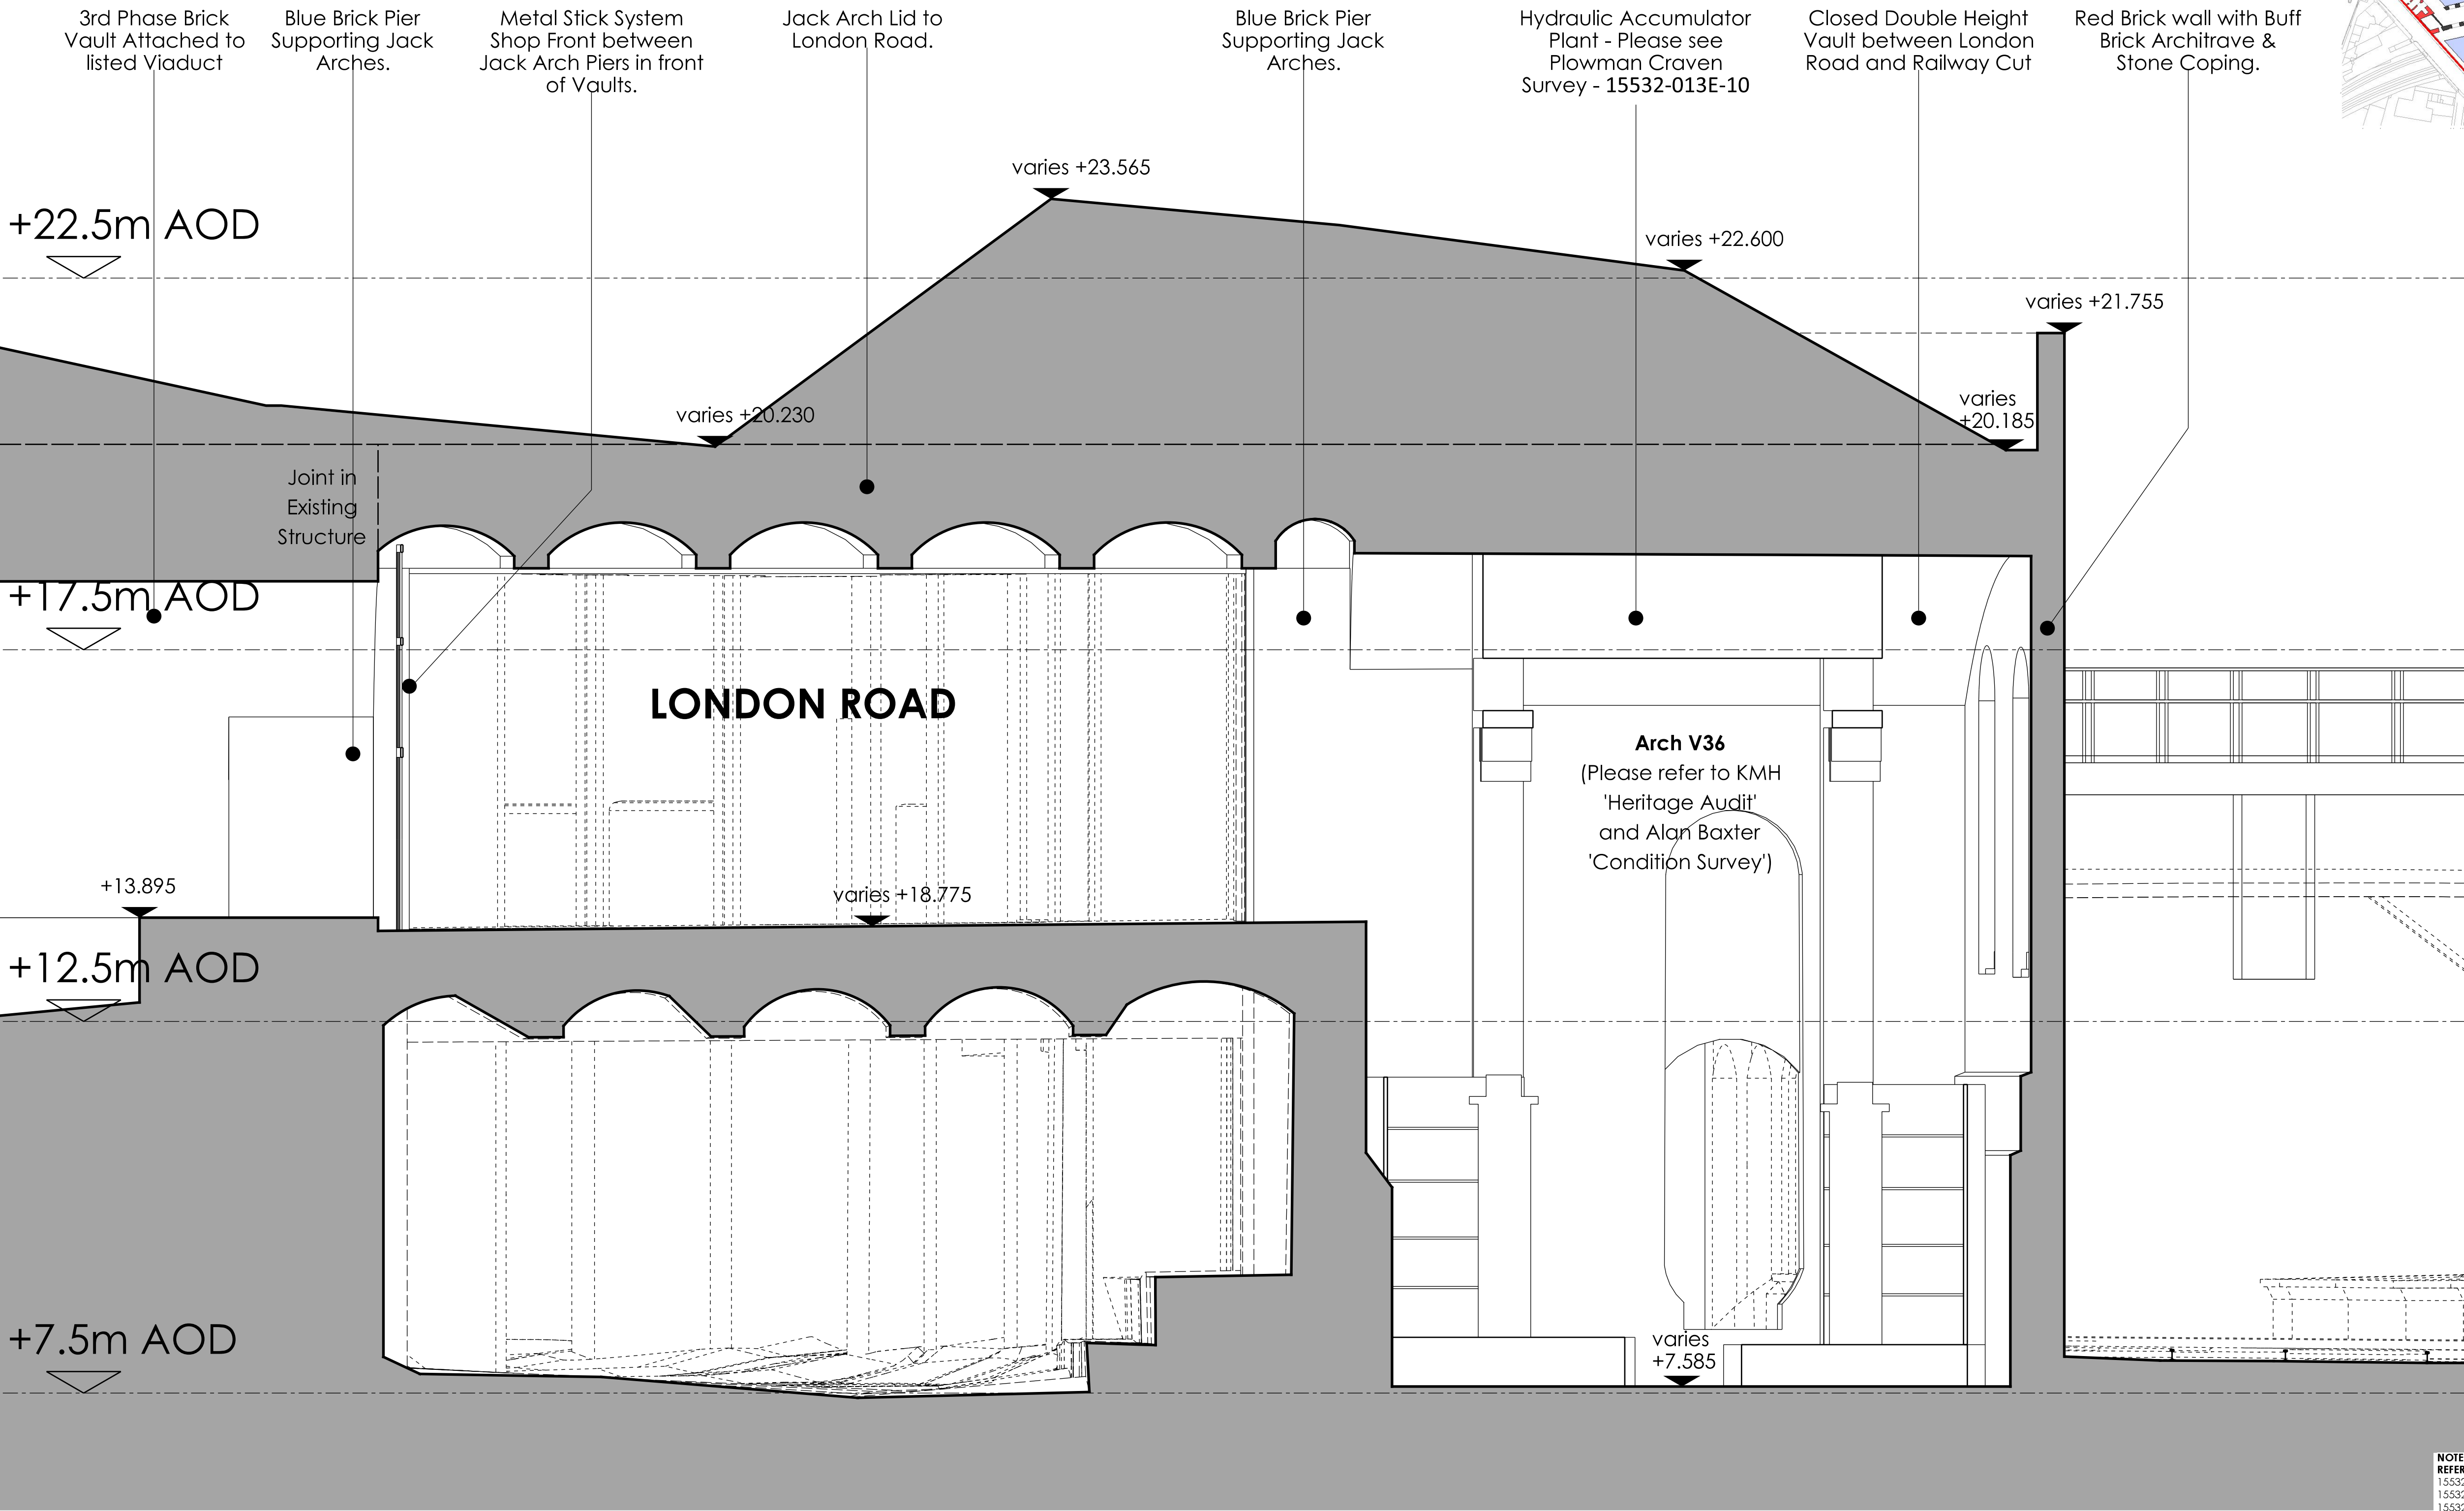 3rd Phase Brick
Vault Attached to
listed Viaduct
Blue Brick Pier
Supporting Jack
Arches.
Metal Stick System
Shop Front between
Jack Arch Piers in front
of Vaults.
Jack Arch Lid to
London Road.
Blue Brick Pier
Supporting Jack
Arches.
Hydraulic Accumulator
Plant - Please see
Plowman Craven
Survey - 15532-013E-10
Closed Double Height
Vault between London
Road and Railway Cut
Red Brick wall with Buff
Brick Architrave &
Stone Coping.
varies +23.565
+22.5m AOD
varies +22.600
varies +21.755
varies +20.230
varies
+20.185
Joint in
Existing
Structure
+17.5m AOD
LONDON ROAD
Arch V36
(Please refer to KMH
'Heritage Audit'
and Alan Baxter
'Condition Survey')
+13.895
varies +18.775
+12.5m AOD
+7.5m AOD
varies
+7.585
NOTE
REFER
15532
15532
15532